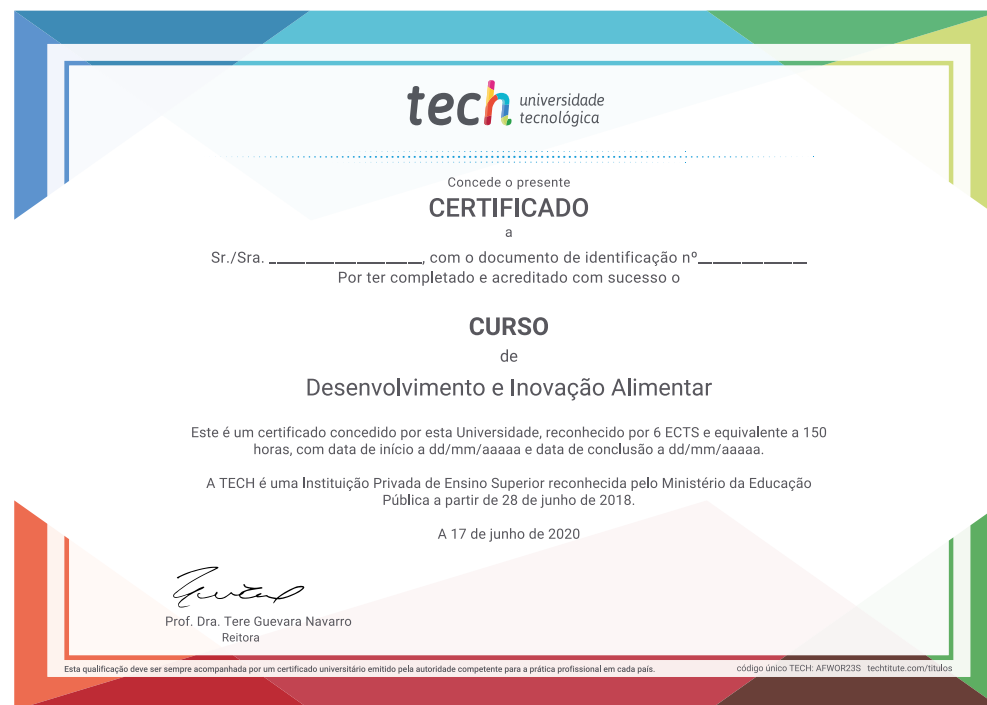 tech universidade
tecnológica
Concede o presente
CERTIFICADO
a
Sr./Sra. ____________________, com o documento de identificação nº______________
Por ter completado e acreditado com sucesso o
CURSO
de
Desenvolvimento e Inovação Alimentar
Este é um certificado concedido por esta Universidade, reconhecido por 6 ECTS e equivalente a 150
horas, com data de início a dd/mm/aaaaa e data de conclusão a dd/mm/aaaaa.
A TECH é uma Instituição Privada de Ensino Superior reconhecida pelo Ministério da Educação
Pública a partir de 28 de junho de 2018.
A 17 de junho de 2020
Prof. Dra. Tere Guevara Navarro
Reitora
Esta qualificação deve ser sempre acompanhada por um certificado universitário emitido pela autoridade competente para a prática profissional em cada país.
código único TECH: AFWOR23S techtitute.com/titulos